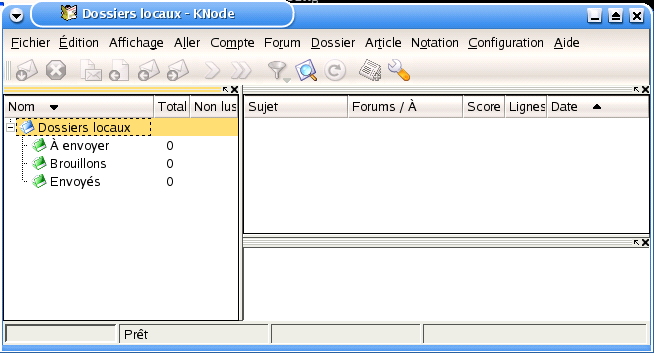 Dossiers locaux - KNode
Fichier Édition Affichage Aller Compte Forum Dossier Article Notation Configuration Aide
Nom Total Non lus Sujet Forums / À Score Lignes Date
Dossiers locaux
À envoyer 0
Brouillons 0
Envoyés 0
Prêt